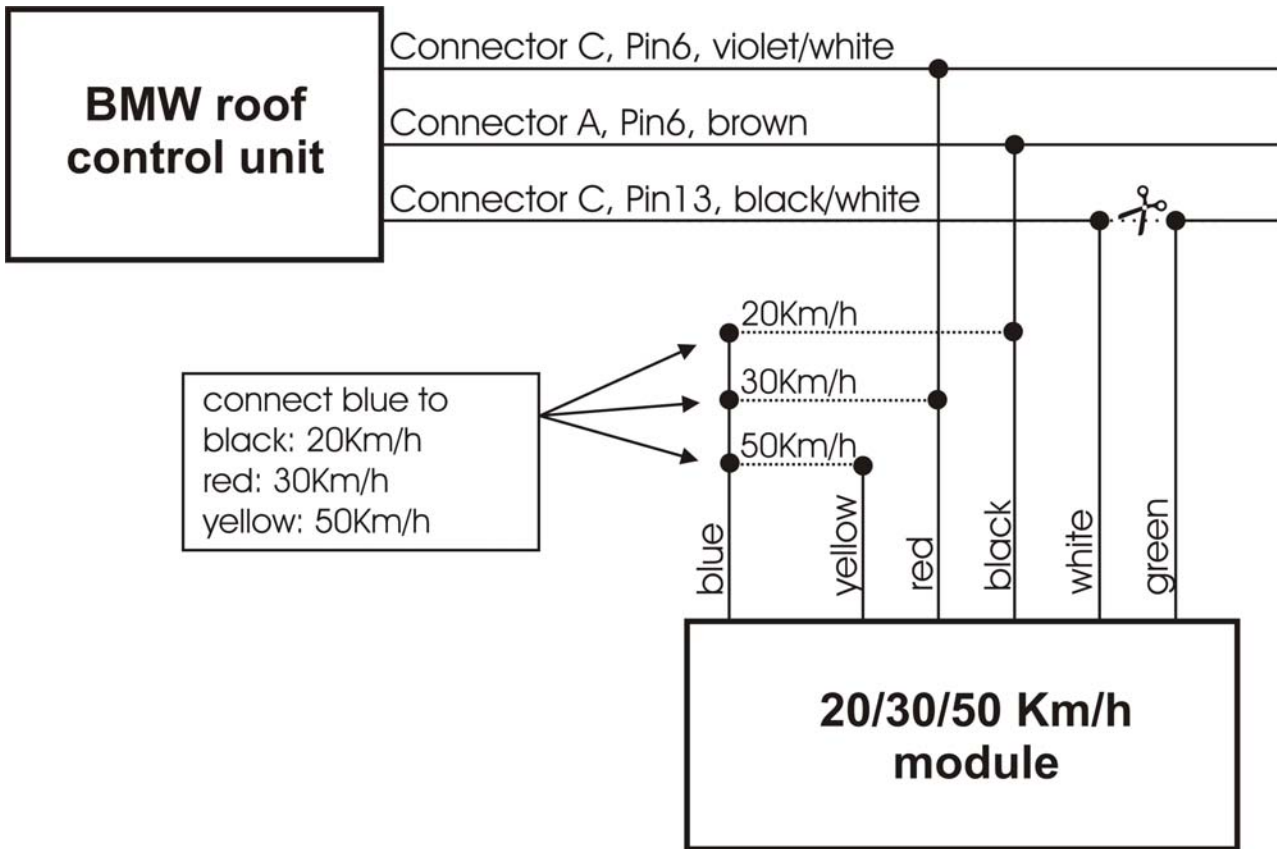 BMW roof
control unit
Connector C, Pin6, violet/white
Connector A, Pin6, brown
Connector C, Pin13, black/white
20Km/h
30Km/h
50Km/h
connect blue to
black: 20Km/h
red: 30Km/h
yellow: 50Km/h
blue
yellow
red
black
white
green
20/30/50 Km/h
module